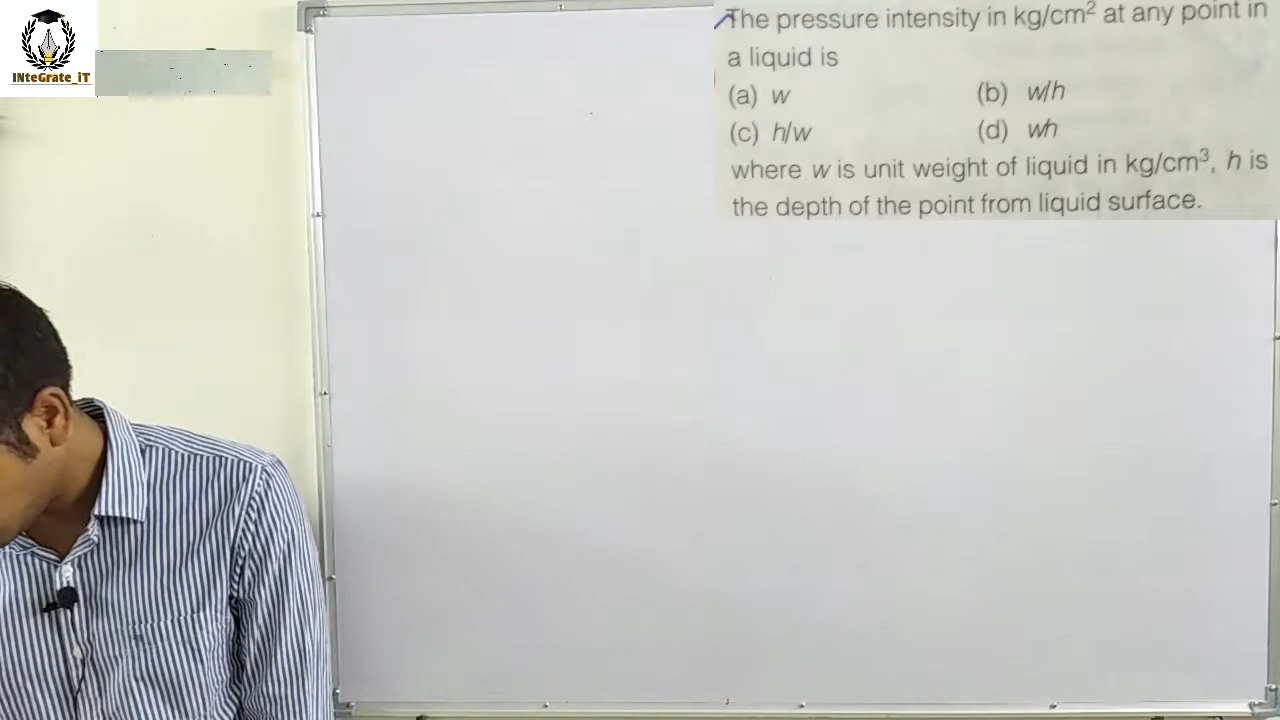 INteGrate_iT
The pressure intensity in kg/cm² at any point in
a liquid is
(a) w (b) w/h
(c) h/w (d) wh
where w is unit weight of liquid in kg/cm³, h is
the depth of the point from liquid surface.